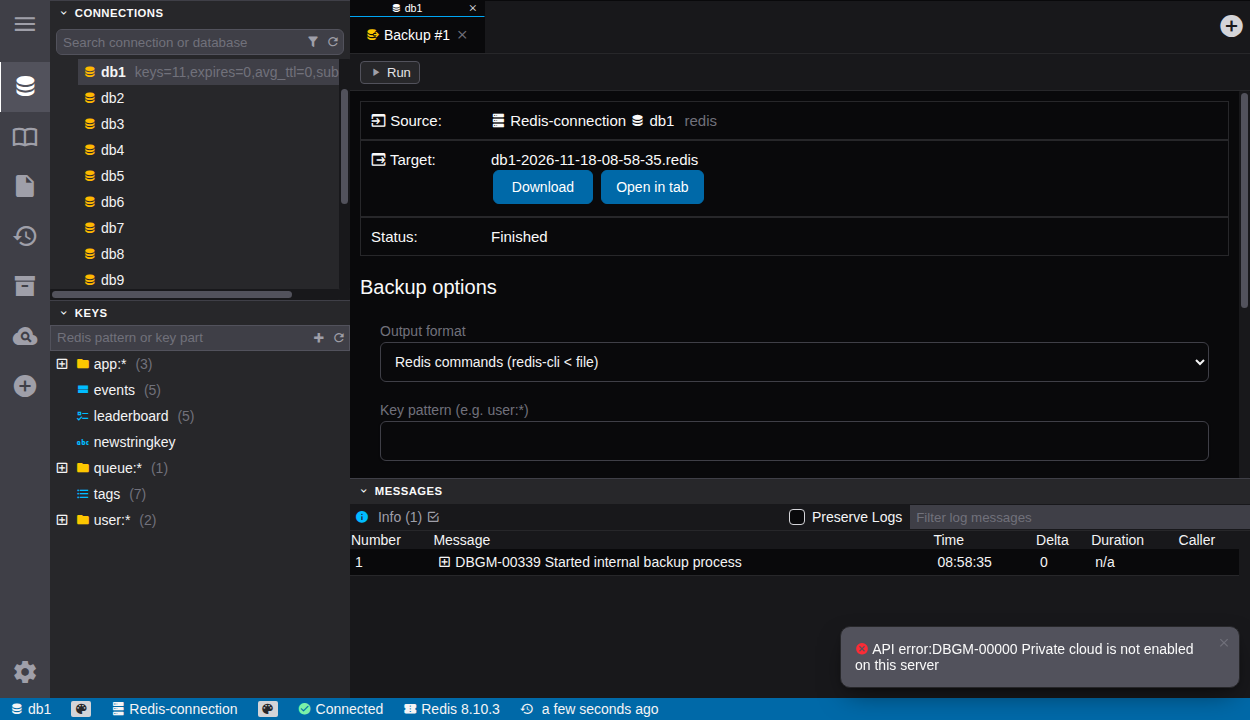 CONNECTIONS
Search connection or database
db1 keys=11,expires=0,avg_ttl=0,sub
db2
db3
db4
db5
db6
db7
db8
db9
KEYS
Redis pattern or key part
app:* (3)
events (5)
leaderboard (5)
abc newstringkey
queue:* (1)
tags (7)
user:* (2)
db1
Backup #1
Run
Source: Redis-connection db1 redis
Target: db1-2026-11-18-08-58-35.redis
Download Open in tab
Status: Finished
Backup options
Output format
Redis commands (redis-cli < file)
Key pattern (e.g. user:*)
MESSAGES
Info (1) Preserve Logs Filter log messages
Number Message Time Delta Duration Caller
1 DBGM-00339 Started internal backup process 08:58:35 0 n/a
API error:DBGM-00000 Private cloud is not enabled
on this server
db1 Redis-connection Connected Redis 8.10.3 a few seconds ago